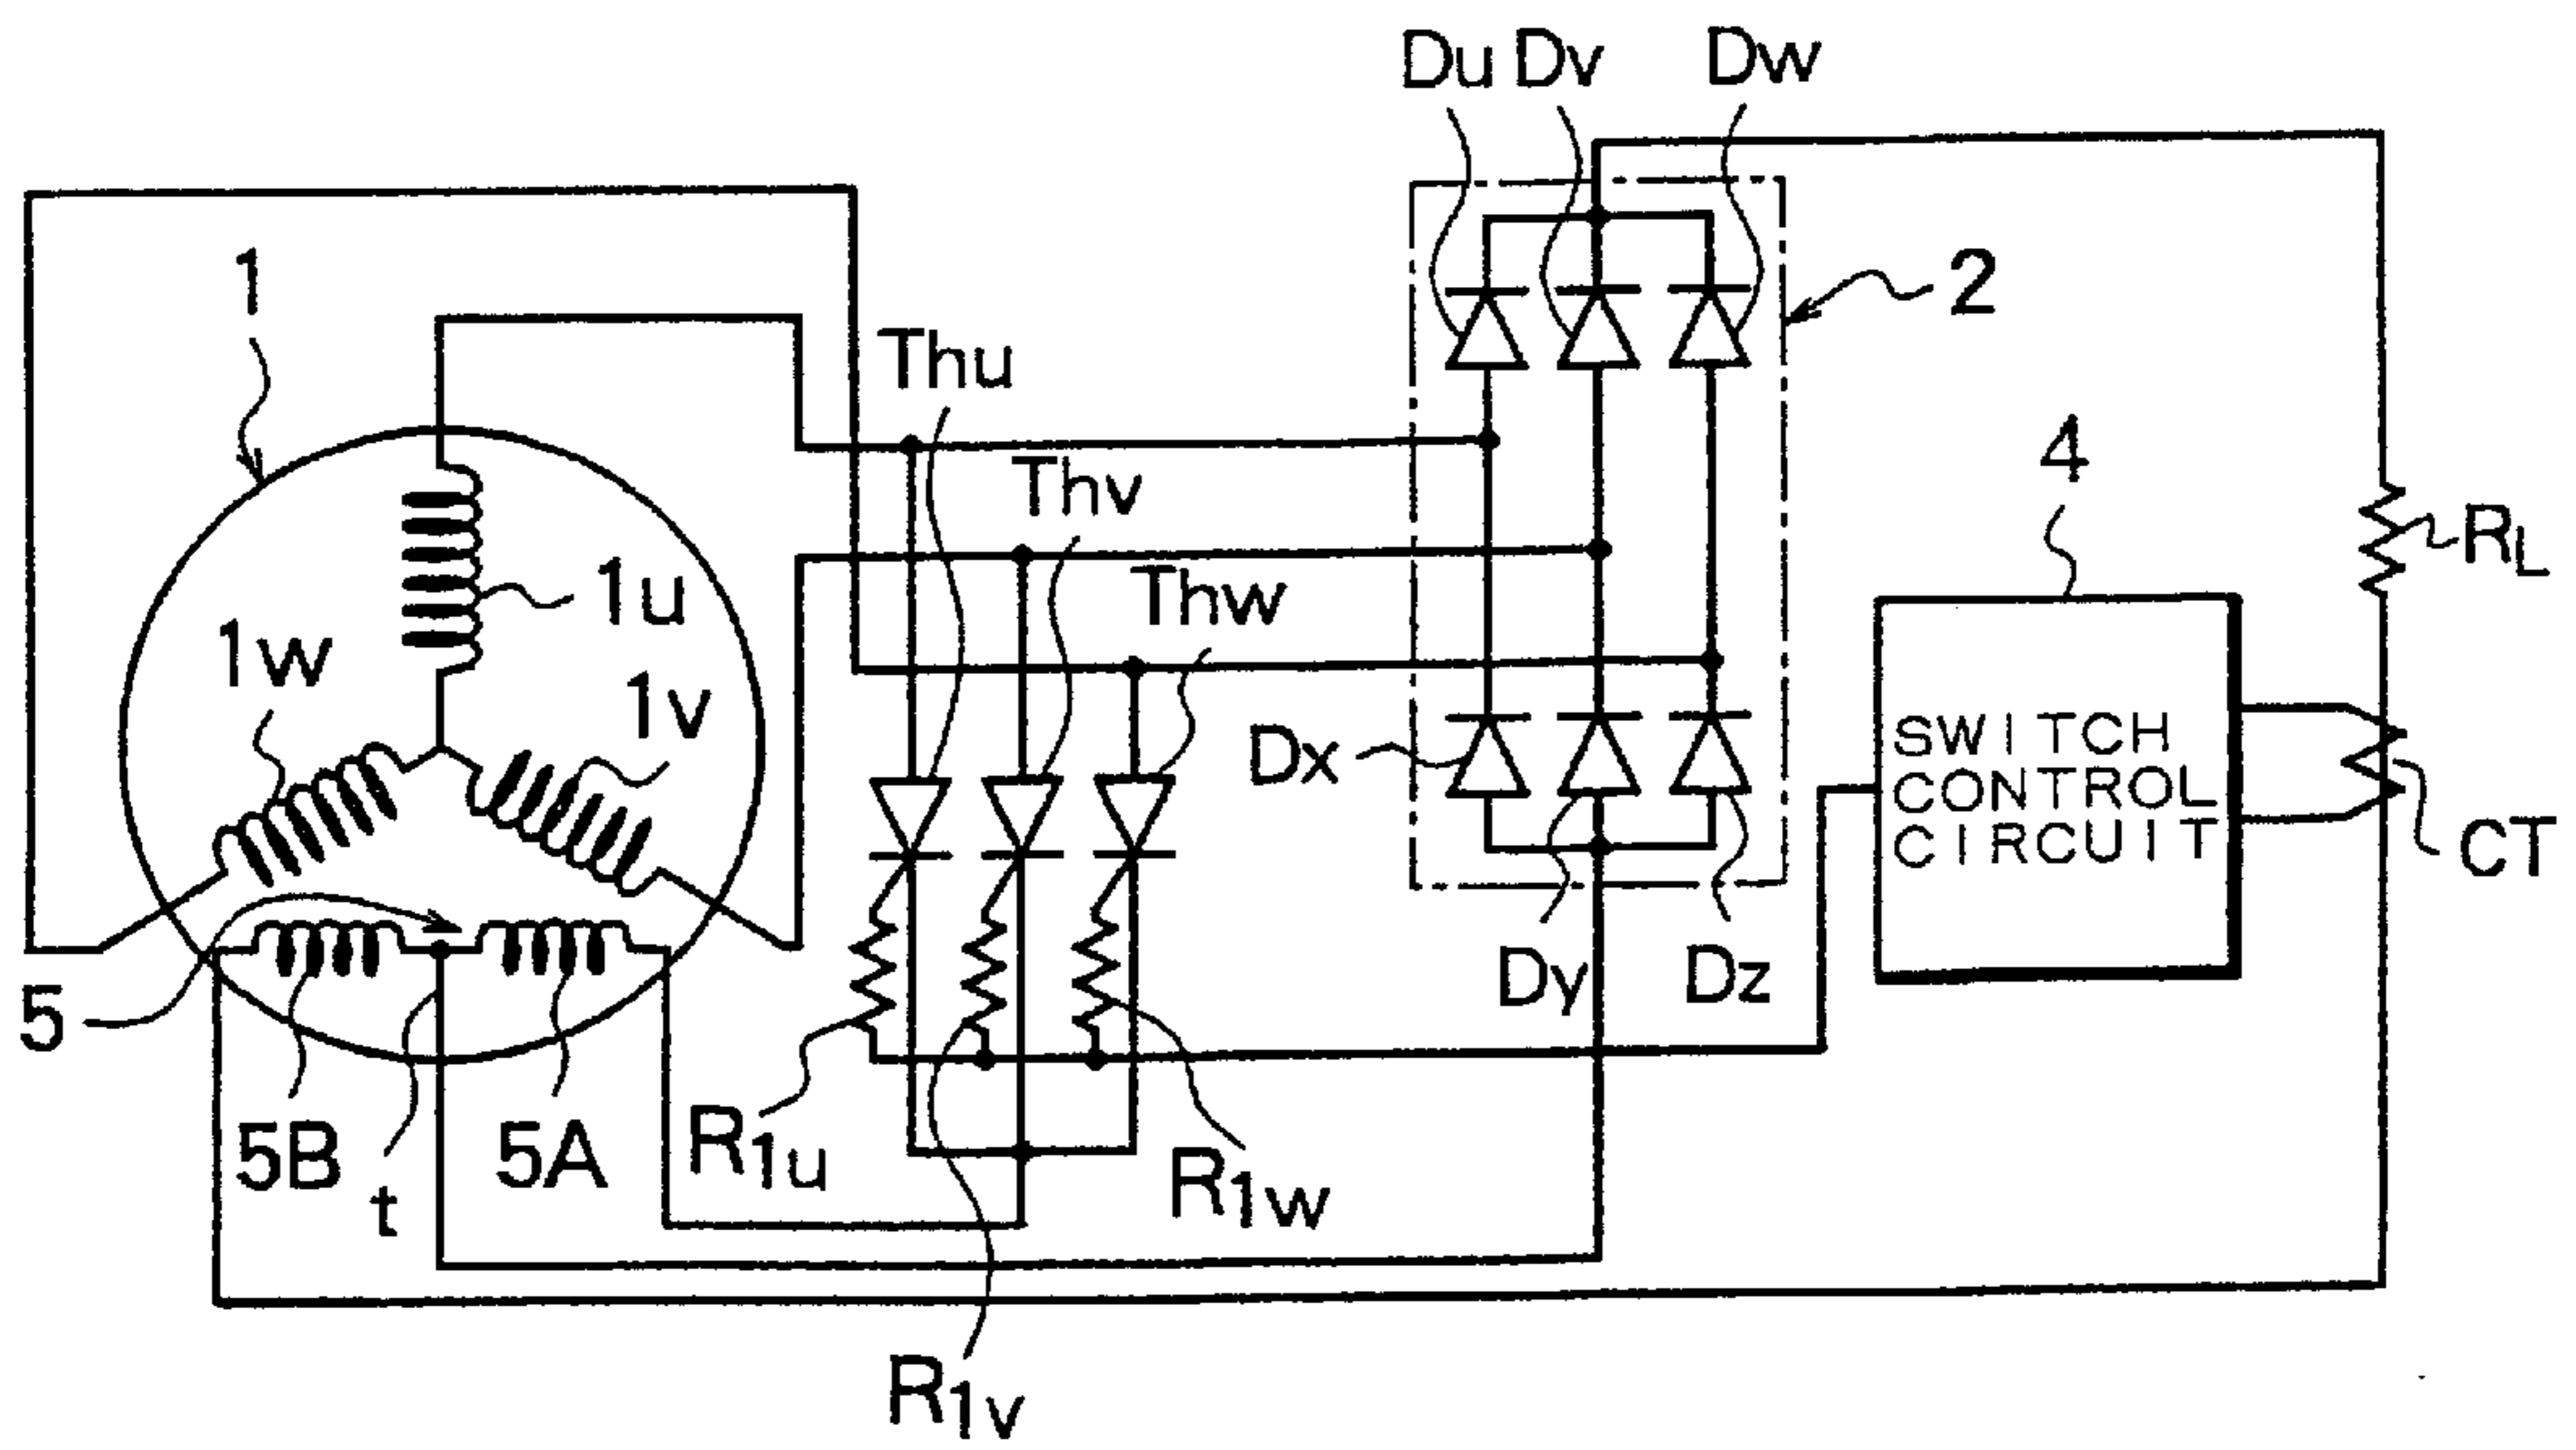 Du Dv Dw
1
2
Thu
4
Thv
RL
1u
Thw
1w
1v
Dx
SWITCH
CONTROL
CIRCUIT
CT
5
Dy
Dz
5B
5A
R1u
t
R1w
R1v